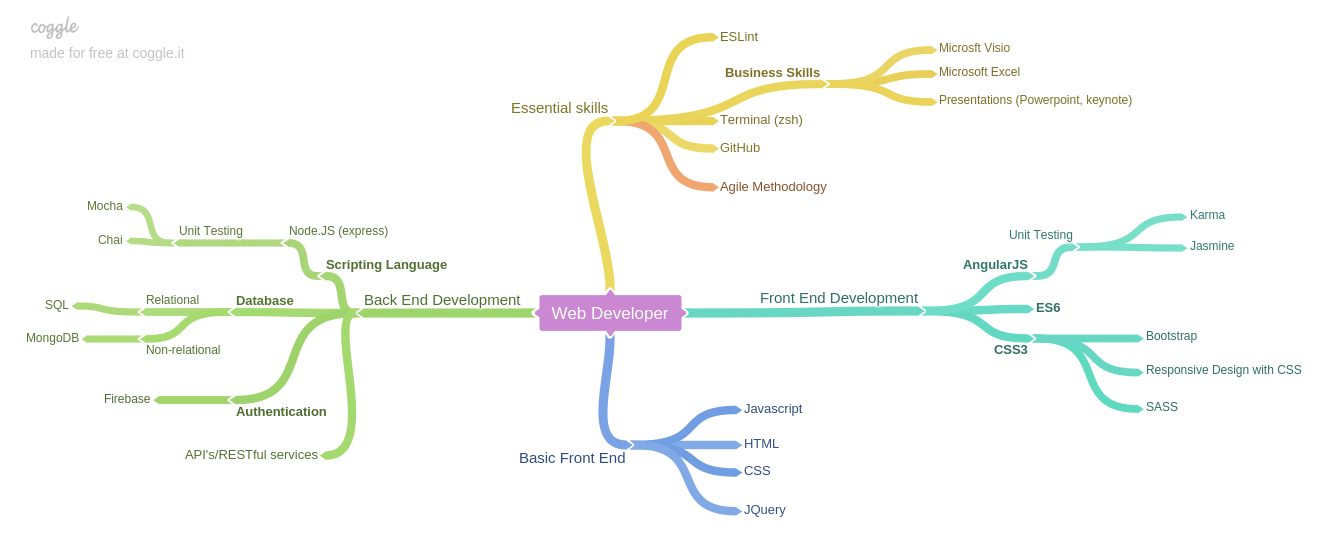 coggle
made for free at coggle.it
Essential skills
ESLint
Business Skills
Microsft Visio
Microsoft Excel
Presentations (Powerpoint, keynote)
Terminal (zsh)
GitHub
Agile Methodology
Mocha
Chai
Unit Testing
Node.JS (express)
Scripting Language
SQL
Relational
Database
MongoDB
Non-relational
Back End Development
Firebase
Authentication
API's/RESTful services
Web Developer
Front End Development
Karma
Jasmine
Unit Testing
AngularJS
ES6
CSS3
Bootstrap
Responsive Design with CSS
SASS
Basic Front End
Javascript
HTML
CSS
JQuery